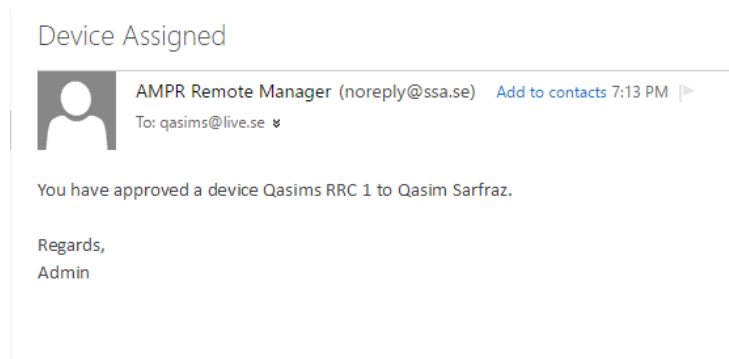 Device Assigned
AMPR Remote Manager (noreply@ssa.se) Add to contacts 7:13 PM
To: qasims@live.se
You have approved a device Qasims RRC 1 to Qasim Sarfraz.
Regards,
Admin